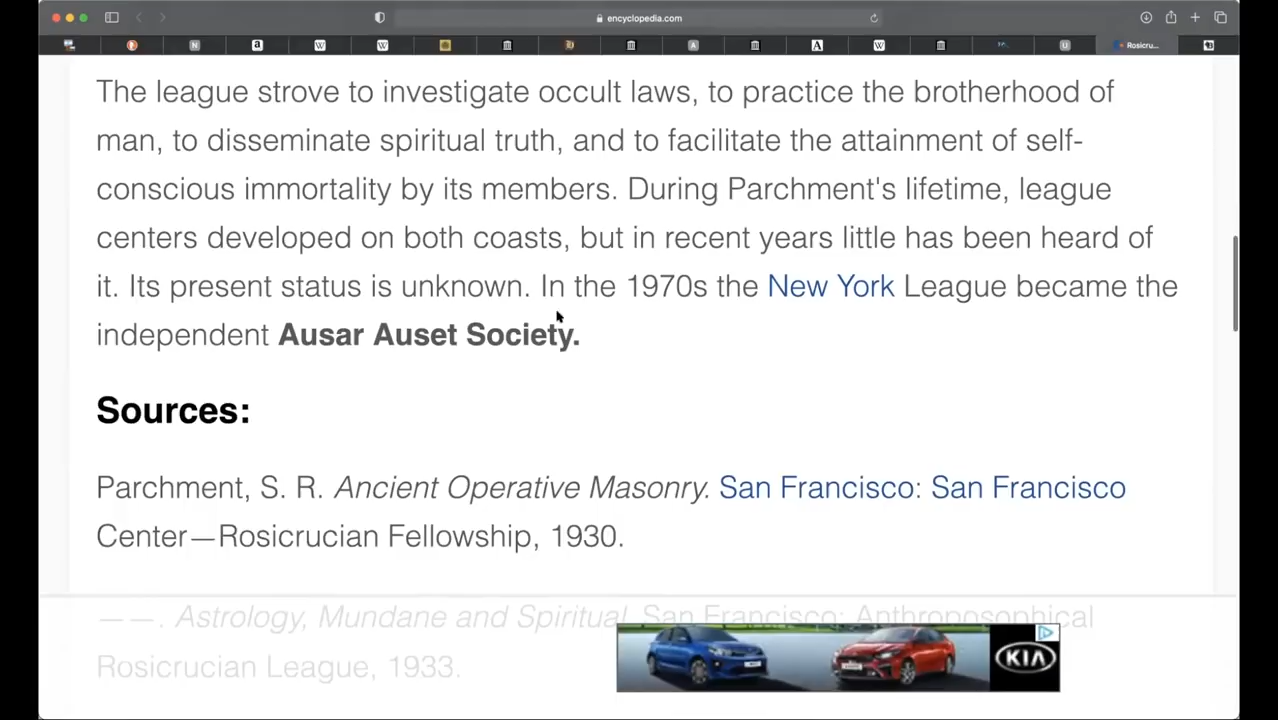 encyclopedia.com
N
a
W
W
A
A
W
U
Rosicru...
The league strove to investigate occult laws, to practice the brotherhood of
man, to disseminate spiritual truth, and to facilitate the attainment of self-
conscious immortality by its members. During Parchment's lifetime, league
centers developed on both coasts, but in recent years little has been heard of
it. Its present status is unknown. In the 1970s the New York League became the
independent Ausar Auset Society.
Sources:
Parchment, S. R. Ancient Operative Masonry. San Francisco: San Francisco
Center—Rosicrucian Fellowship, 1930.
——. Astrology, Mundane and Spiritual. San Francisco: Anthroposophical
Rosicrucian League, 1933.
KIA